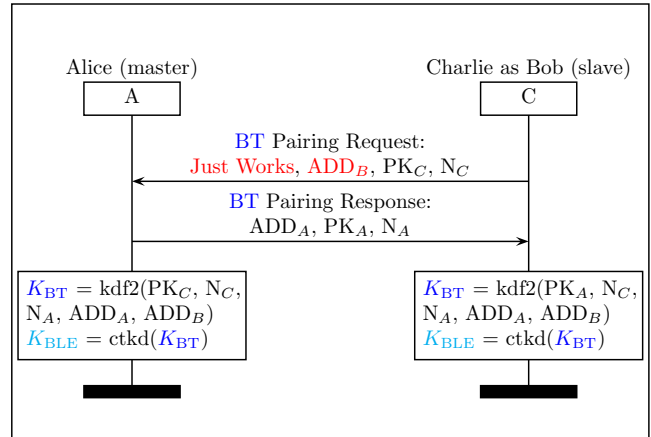 Alice (master)
Charlie as Bob (slave)
A
C
BT Pairing Request:
Just Works, ADD_B, PK_C, N_C
BT Pairing Response:
ADD_A, PK_A, N_A
K_BT = kdf2(PK_C, N_C,
N_A, ADD_A, ADD_B)
K_BLE = ctkd(K_BT)
K_BT = kdf2(PK_A, N_C,
N_A, ADD_A, ADD_B)
K_BLE = ctkd(K_BT)